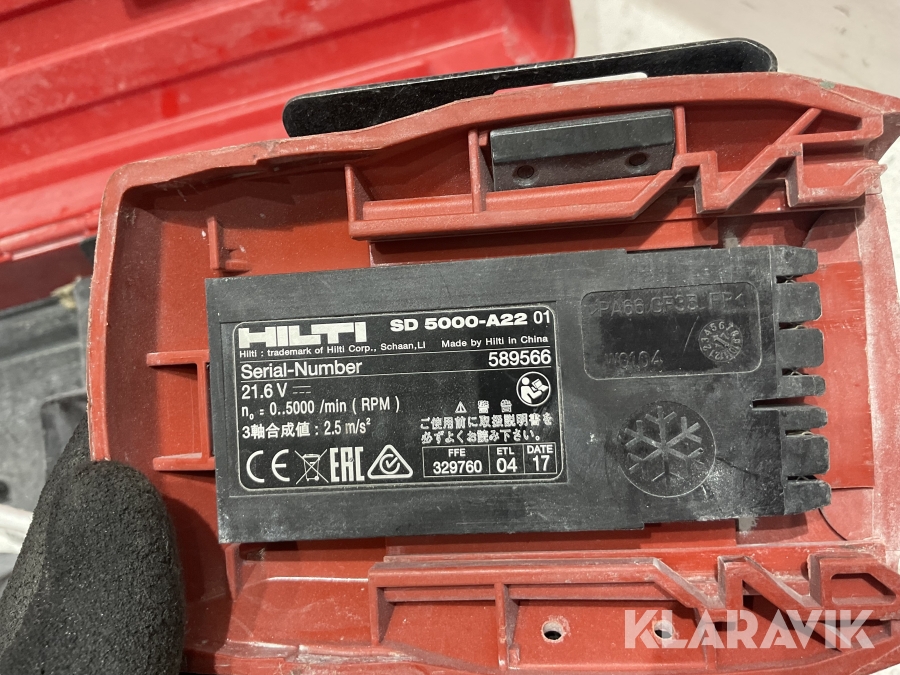 HILTI SD 5000-A22 01
Hilti : trademark of Hilti Corp., Schaan,LI Made by Hilti in China
Serial-Number 589566
21.6 V
n₀ = 0..5000 /min ( RPM )
3軸合成値 : 2.5 m/s²
⚠ 警 告
ご使用前に取扱説明書を
必ずよくお読み下さい。
CE EAC
FFE ETL DATE
329760 04 17
>PA66 GF35 FR<
KLARAVIK